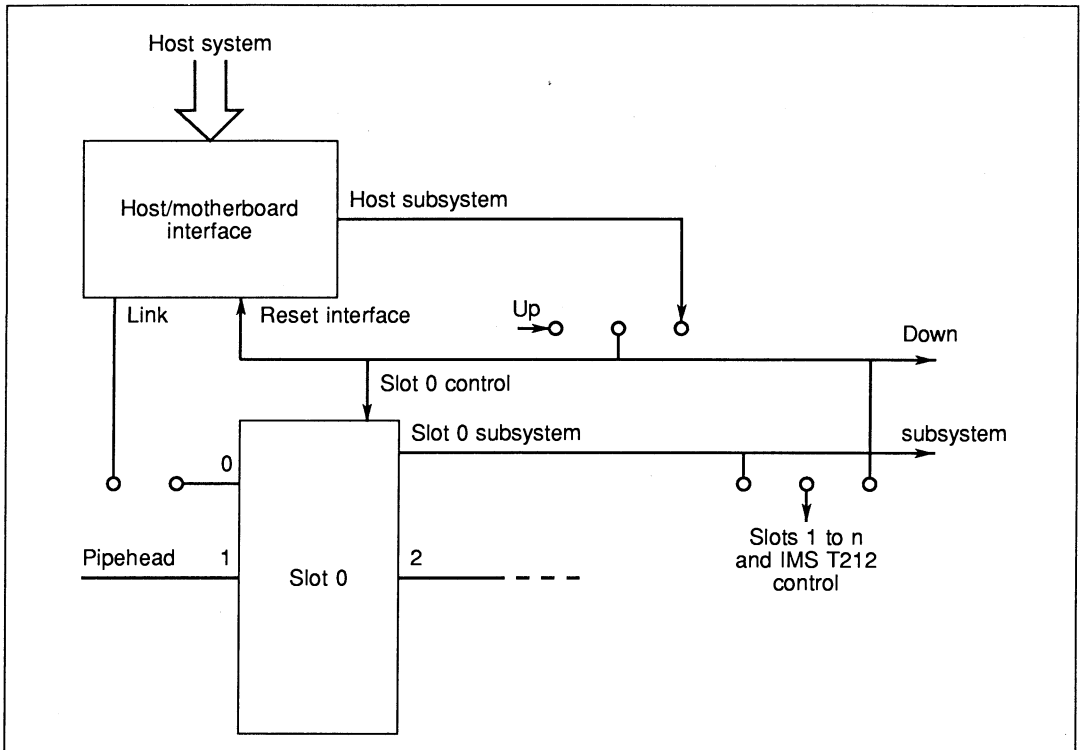 Host system
Host/motherboard
interface
Host subsystem
Link
Reset interface
Up
Down
Slot 0 control
Slot 0 subsystem
subsystem
0
Pipehead
1
Slot 0
2
Slots 1 to n
and IMS T212
control